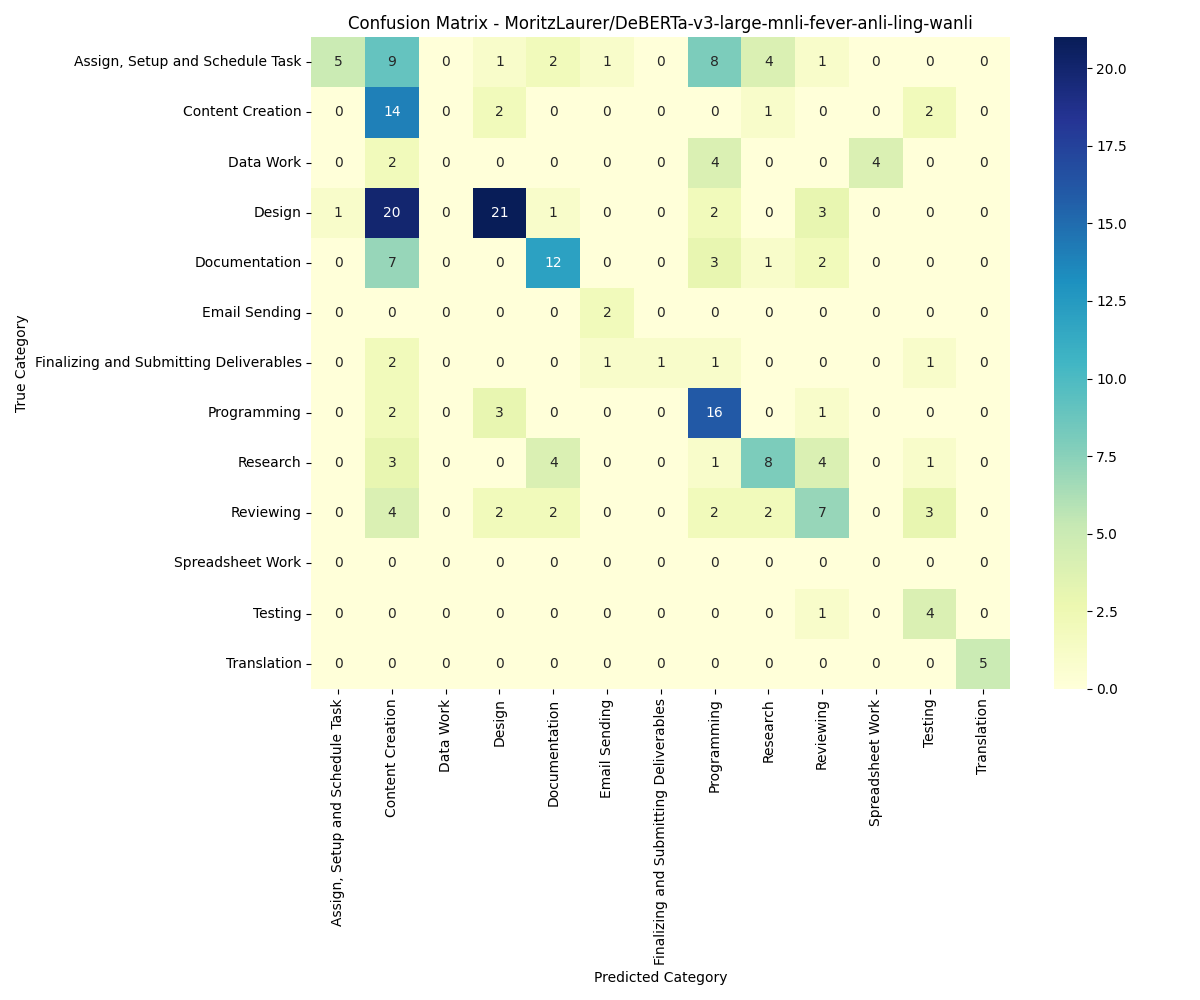 Confusion Matrix - MoritzLaurer/DeBERTa-v3-large-mnli-fever-anli-ling-wanli
True Category
Assign, Setup and Schedule Task 5 9 0 1 2 1 0 8 4 1 0 0 0
Content Creation 0 14 0 2 0 0 0 0 1 0 0 2 0
Data Work 0 2 0 0 0 0 0 4 0 0 4 0 0
Design 1 20 0 21 1 0 0 2 0 3 0 0 0
Documentation 0 7 0 0 12 0 0 3 1 2 0 0 0
Email Sending 0 0 0 0 0 2 0 0 0 0 0 0 0
Finalizing and Submitting Deliverables 0 2 0 0 0 1 1 1 0 0 0 1 0
Programming 0 2 0 3 0 0 0 16 0 1 0 0 0
Research 0 3 0 0 4 0 0 1 8 4 0 1 0
Reviewing 0 4 0 2 2 0 0 2 2 7 0 3 0
Spreadsheet Work 0 0 0 0 0 0 0 0 0 0 0 0 0
Testing 0 0 0 0 0 0 0 0 0 1 0 4 0
Translation 0 0 0 0 0 0 0 0 0 0 0 0 5
Assign, Setup and Schedule Task
Content Creation
Data Work
Design
Documentation
Email Sending
Finalizing and Submitting Deliverables
Programming
Research
Reviewing
Spreadsheet Work
Testing
Translation
Predicted Category
20.0
17.5
15.0
12.5
10.0
7.5
5.0
2.5
0.0